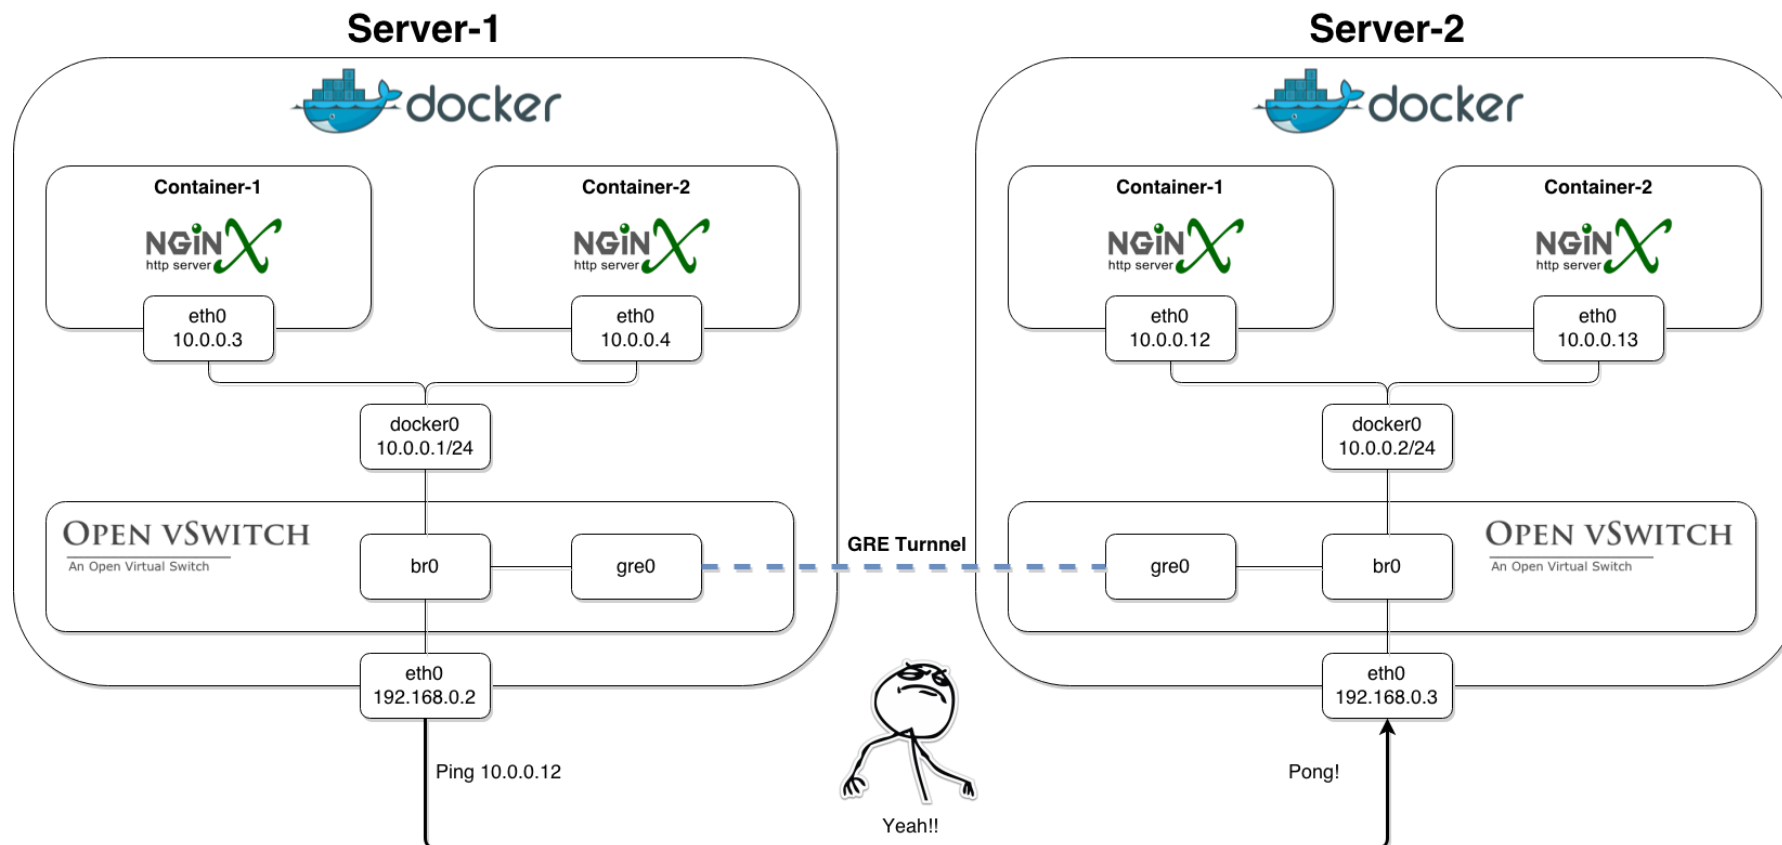 Server-1
docker
Container-1
NGiNX
http server
eth0
10.0.0.3
Container-2
NGiNX
http server
eth0
10.0.0.4
docker0
10.0.0.1/24
OPEN VSWITCH
An Open Virtual Switch
br0
gre0
eth0
192.168.0.2
Ping 10.0.0.12
GRE Turnnel
Yeah!!
Server-2
docker
Container-1
NGiNX
http server
eth0
10.0.0.12
Container-2
NGiNX
http server
eth0
10.0.0.13
docker0
10.0.0.2/24
gre0
br0
OPEN VSWITCH
An Open Virtual Switch
eth0
192.168.0.3
Pong!